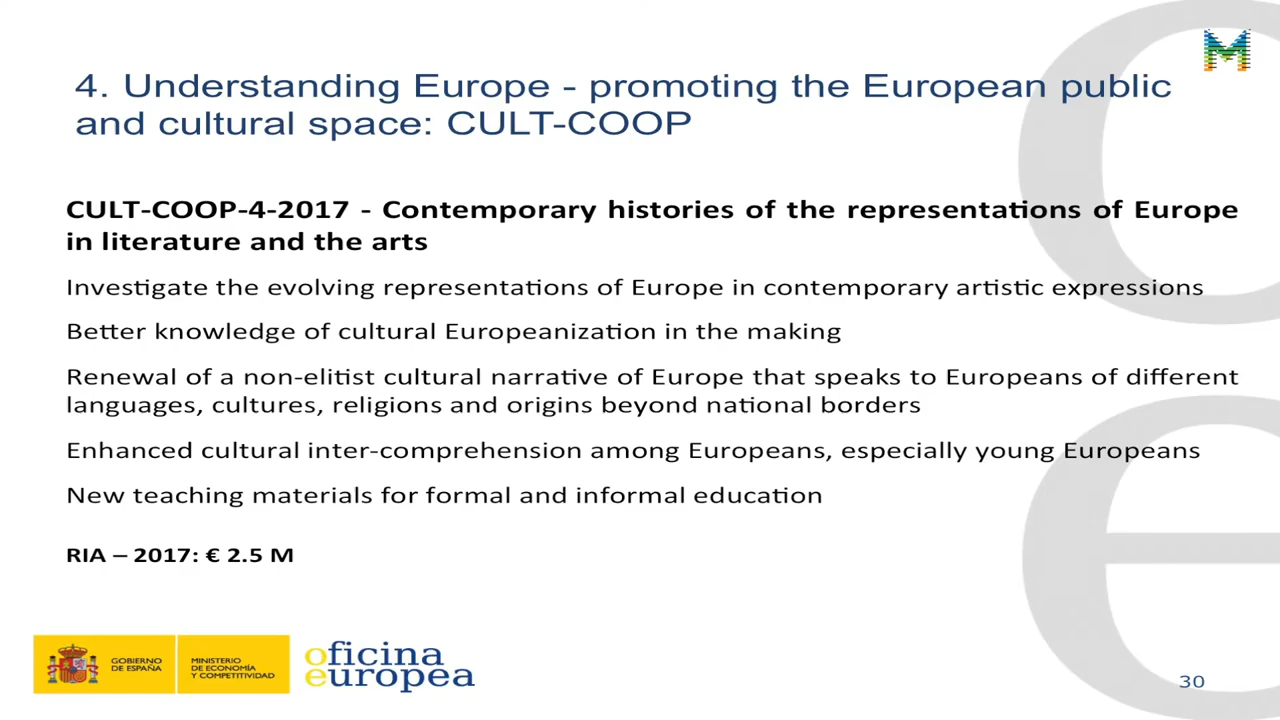 4. Understanding Europe - promoting the European public
and cultural space: CULT-COOP
CULT-COOP-4-2017 - Contemporary histories of the representations of Europe
in literature and the arts
Investigate the evolving representations of Europe in contemporary artistic expressions
Better knowledge of cultural Europeanization in the making
Renewal of a non-elitist cultural narrative of Europe that speaks to Europeans of different
languages, cultures, religions and origins beyond national borders
Enhanced cultural inter-comprehension among Europeans, especially young Europeans
New teaching materials for formal and informal education
RIA – 2017: € 2.5 M
GOBIERNO
DE ESPAÑA
MINISTERIO
DE ECONOMÍA
Y COMPETITIVIDAD
oficina
europea
30